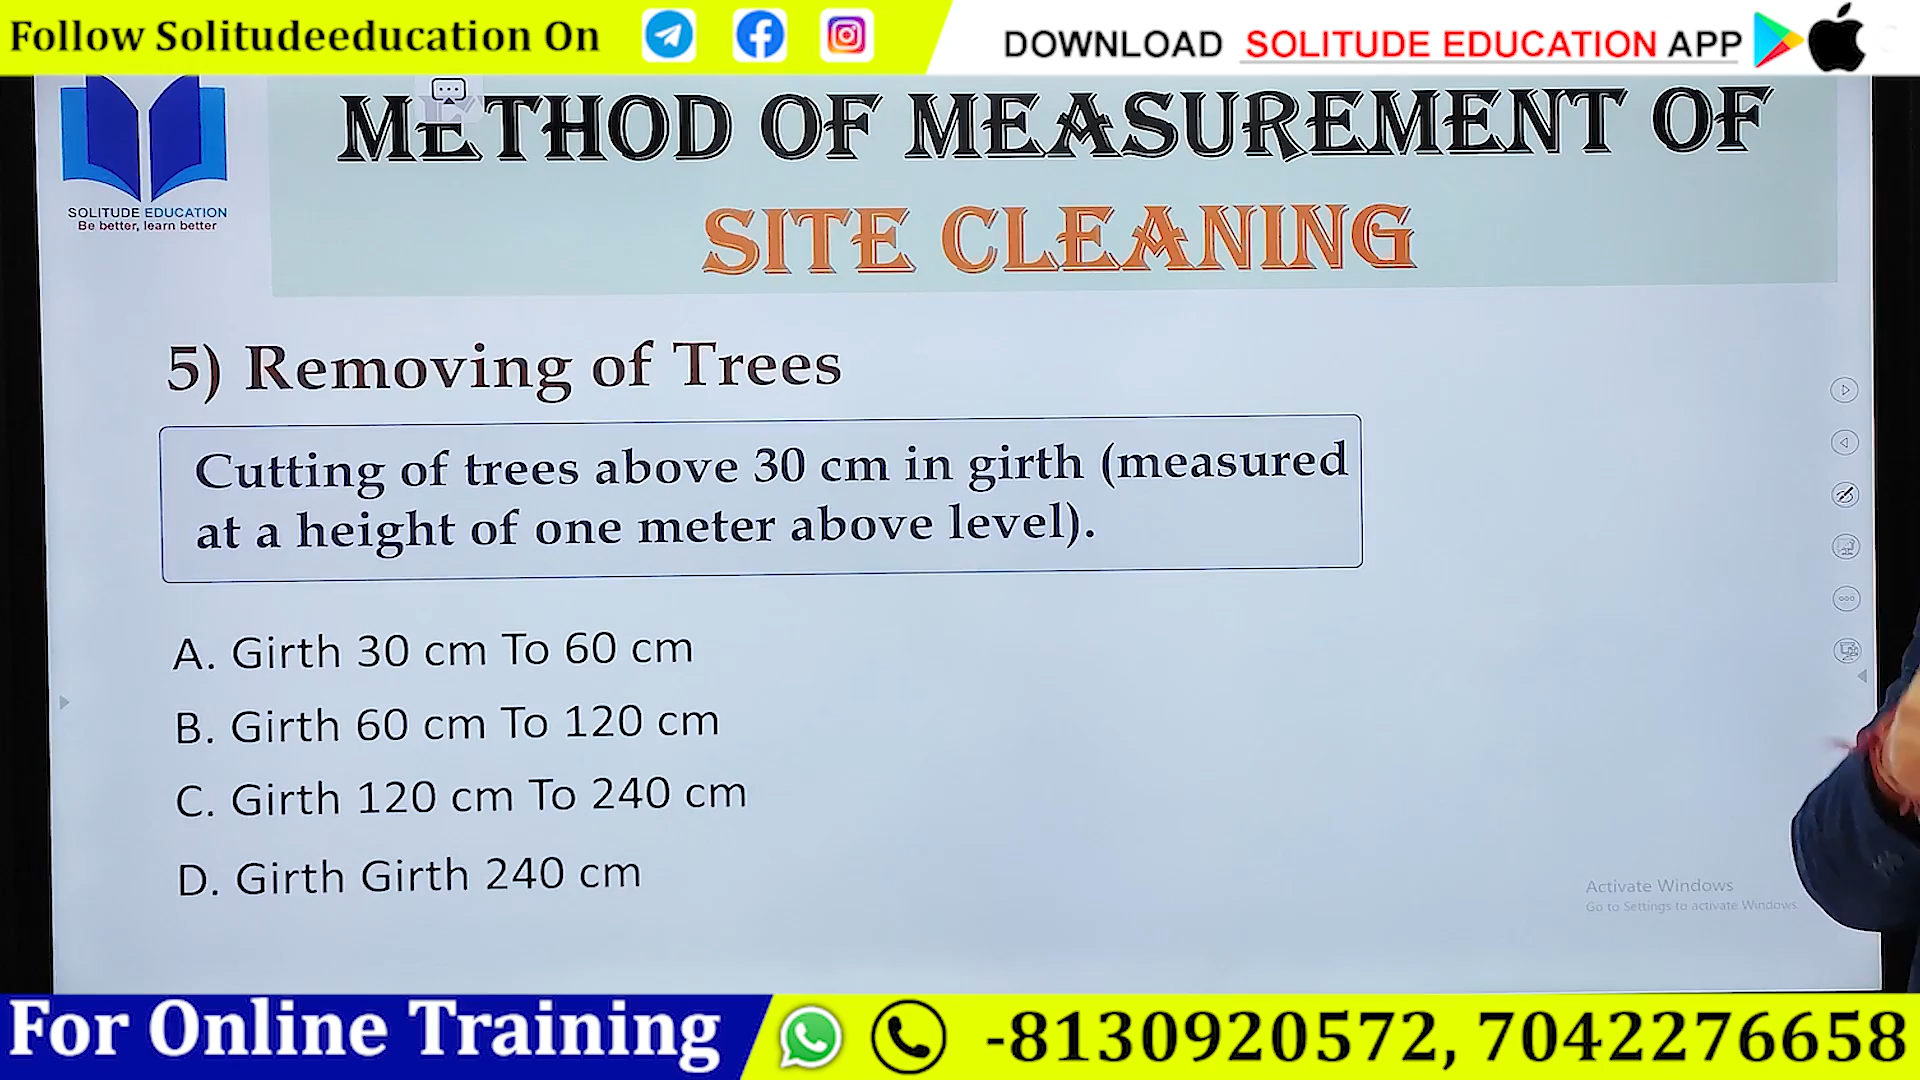 Follow Solitudeeducation On
DOWNLOAD SOLITUDE EDUCATION APP
METHOD OF MEASUREMENT OF
SITE CLEANING
SOLITUDE EDUCATION
Be better, learn better
5) Removing of Trees
Cutting of trees above 30 cm in girth (measured
at a height of one meter above level).
A. Girth 30 cm To 60 cm
B. Girth 60 cm To 120 cm
C. Girth 120 cm To 240 cm
D. Girth Girth 240 cm
Activate Windows
Go to Settings to activate Windows.
For Online Training
-8130920572, 7042276658